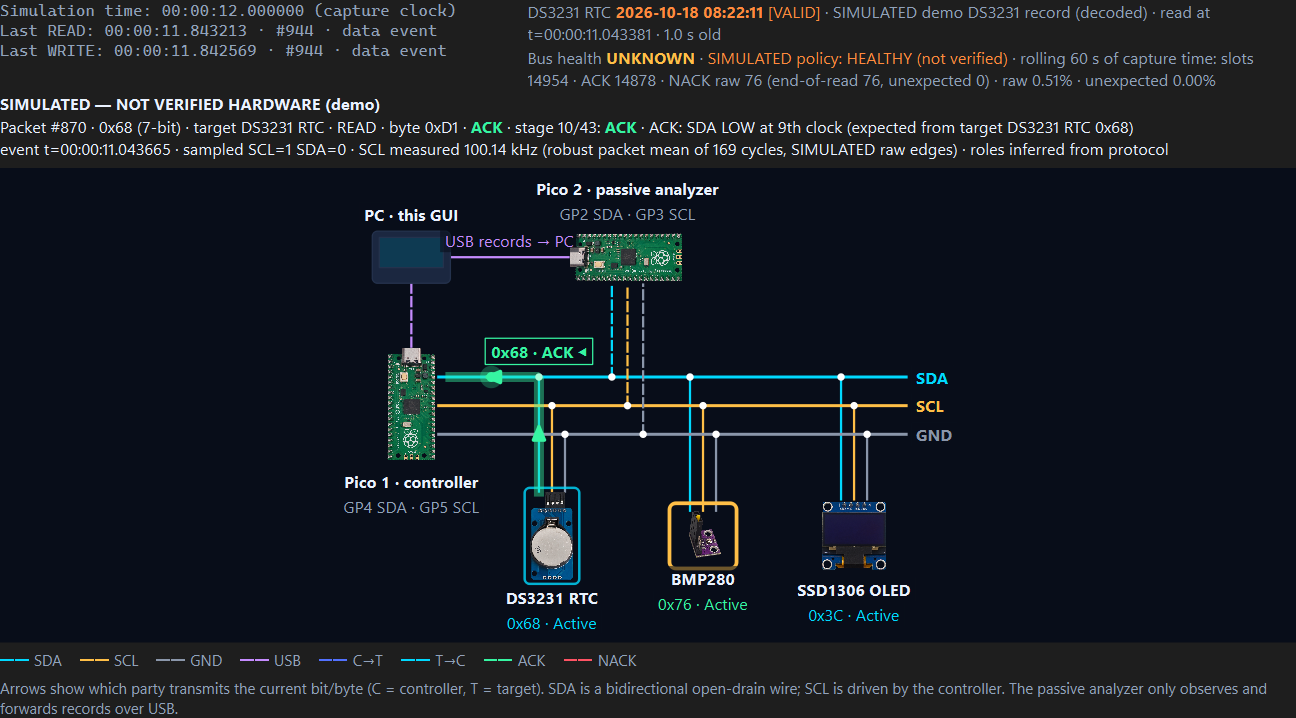 Simulation time: 00:00:12.000000 (capture clock)
Last READ: 00:00:11.843213 · #944 · data event
Last WRITE: 00:00:11.842569 · #944 · data event
DS3231 RTC 2026-10-18 08:22:11 [VALID] · SIMULATED demo DS3231 record (decoded) · read at
t=00:00:11.043381 · 1.0 s old
Bus health UNKNOWN · SIMULATED policy: HEALTHY (not verified) · rolling 60 s of capture time: slots
14954 · ACK 14878 · NACK raw 76 (end-of-read 76, unexpected 0) · raw 0.51% · unexpected 0.00%
SIMULATED — NOT VERIFIED HARDWARE (demo)
Packet #870 · 0x68 (7-bit) · target DS3231 RTC · READ · byte 0xD1 · ACK · stage 10/43: ACK · ACK: SDA LOW at 9th clock (expected from target DS3231 RTC 0x68)
event t=00:00:11.043665 · sampled SCL=1 SDA=0 · SCL measured 100.14 kHz (robust packet mean of 169 cycles, SIMULATED raw edges) · roles inferred from protocol
Pico 2 · passive analyzer
GP2 SDA · GP3 SCL
PC · this GUI
USB records → PC
0x68 · ACK ◄
SDA
SCL
GND
Pico 1 · controller
GP4 SDA · GP5 SCL
DS3231 RTC
0x68 · Active
BMP280
0x76 · Active
SSD1306 OLED
0x3C · Active
SDA SCL GND USB C→T T→C ACK NACK
Arrows show which party transmits the current bit/byte (C = controller, T = target). SDA is a bidirectional open-drain wire; SCL is driven by the controller. The passive analyzer only observes and
forwards records over USB.